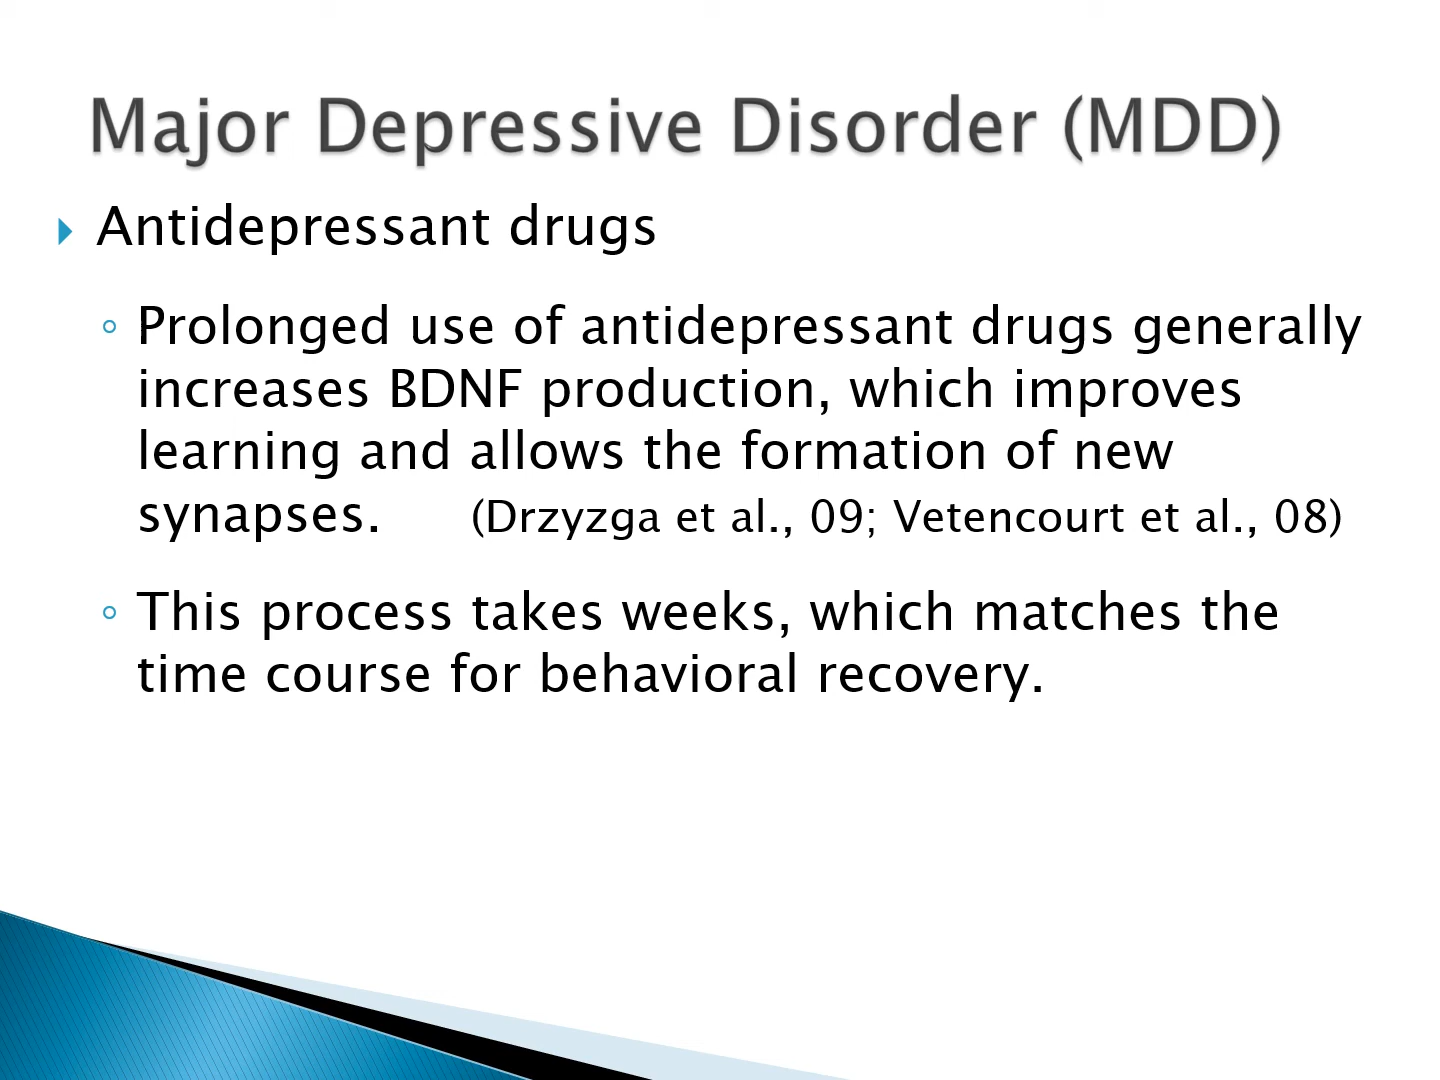 Major Depressive Disorder (MDD)
Antidepressant drugs
Prolonged use of antidepressant drugs generally
increases BDNF production, which improves
learning and allows the formation of new
synapses. (Drzyzga et al., 09; Vetencourt et al., 08)
This process takes weeks, which matches the
time course for behavioral recovery.